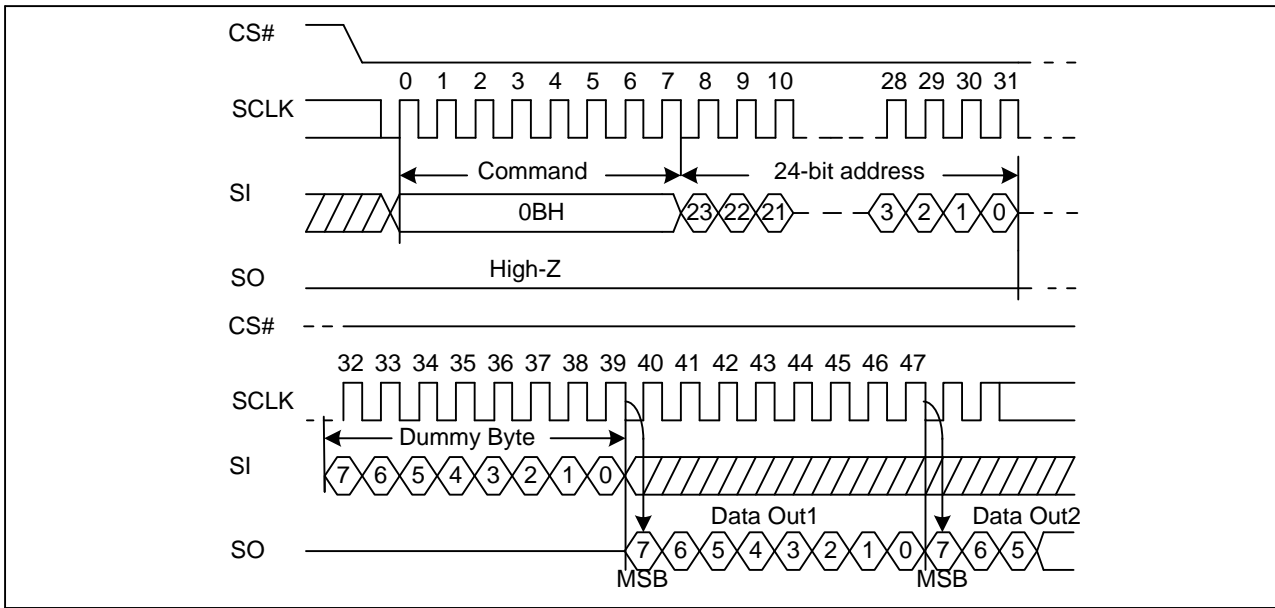 CS#
0 1 2 3 4 5 6 7 8 9 10 28 29 30 31
SCLK
Command 24-bit address
SI
0BH 23 22 21 3 2 1 0
High-Z
SO
CS#
32 33 34 35 36 37 38 39 40 41 42 43 44 45 46 47
SCLK
Dummy Byte
SI
7 6 5 4 3 2 1 0
Data Out1 Data Out2
SO
7 6 5 4 3 2 1 0 7 6 5
MSB MSB